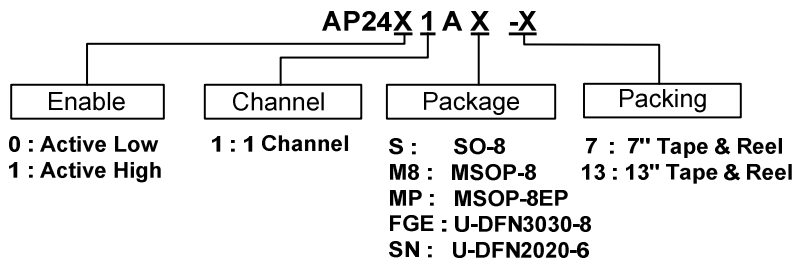 AP24X 1 A X -X
Enable Channel Package Packing
0 : Active Low
1 : Active High
1 : 1 Channel
S : SO-8
M8 : MSOP-8
MP : MSOP-8EP
FGE : U-DFN3030-8
SN : U-DFN2020-6
7 : 7" Tape & Reel
13 : 13" Tape & Reel